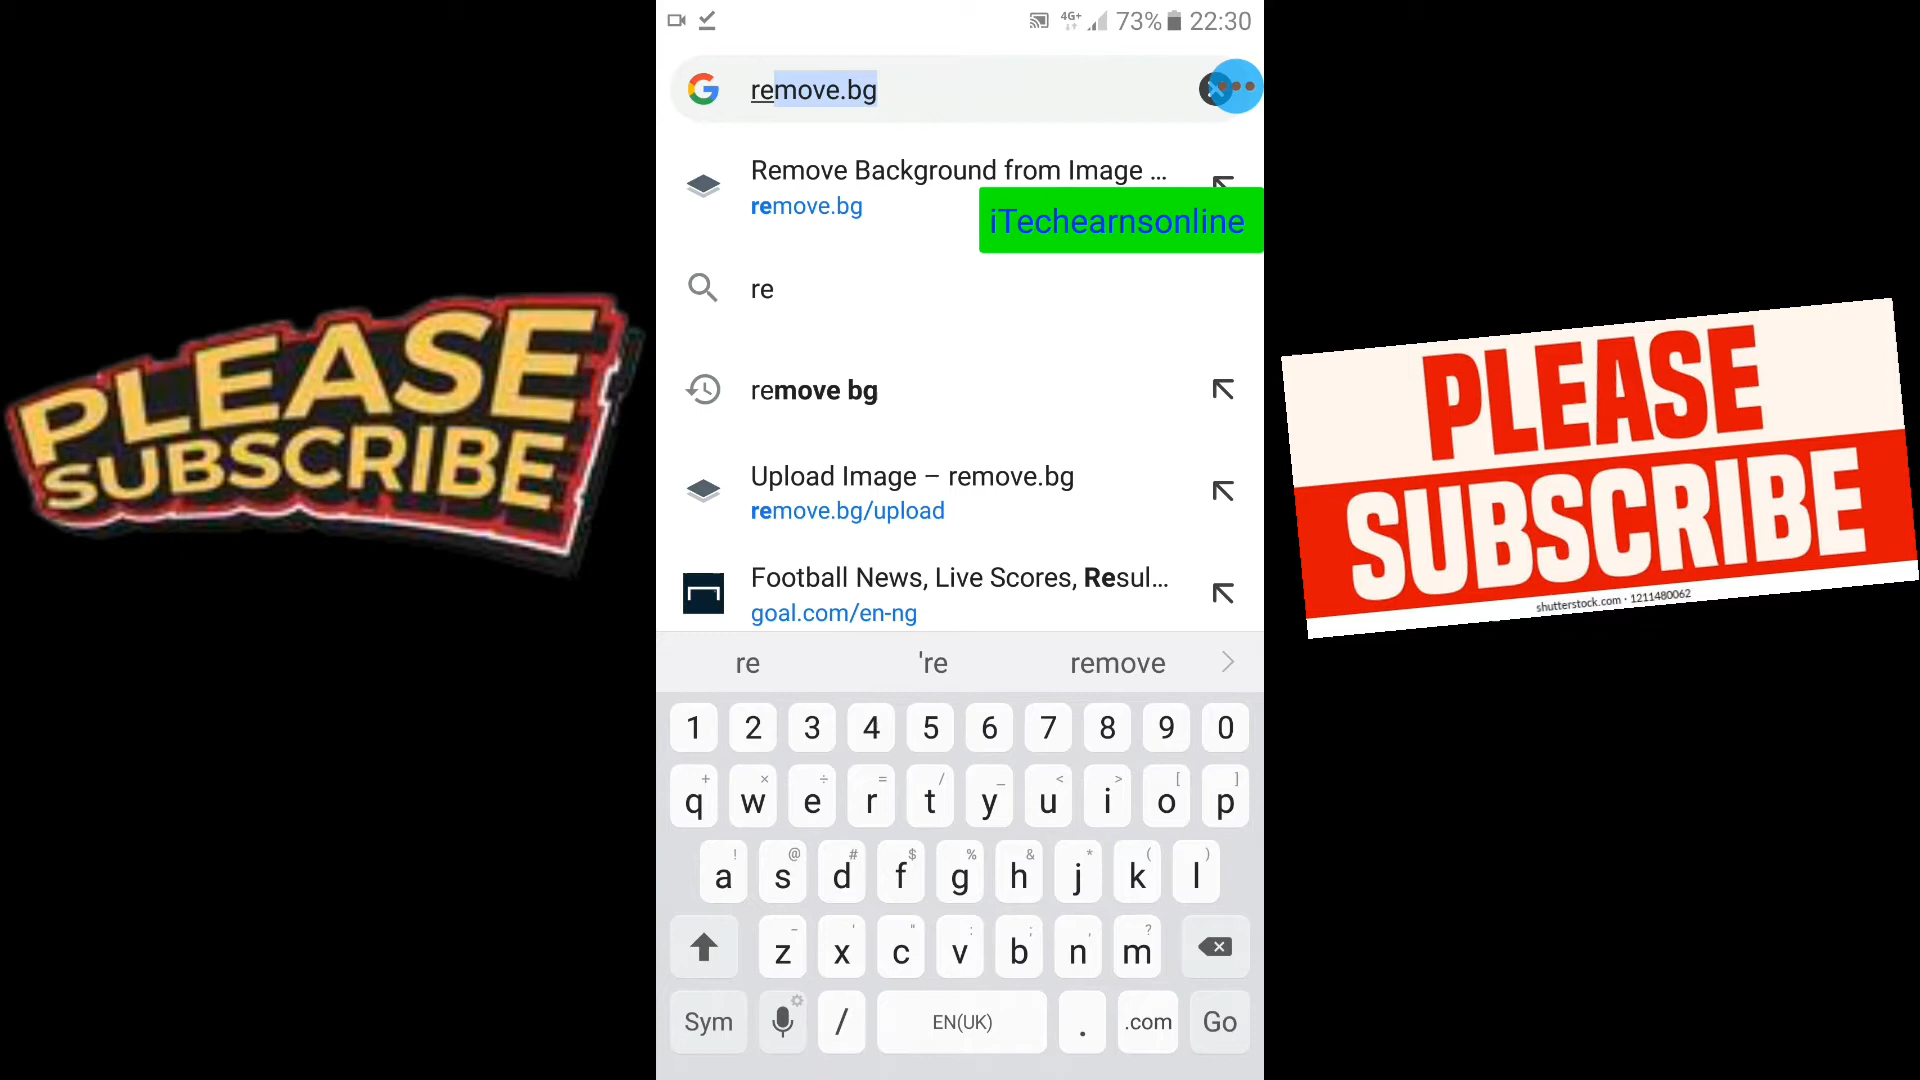 4G+ 73% 22:30
remove.bg
Remove Background from Image ...
remove.bg
iTechearnsonline
re
remove bg
Upload Image – remove.bg
remove.bg/upload
Football News, Live Scores, Resul...
goal.com/en-ng
re 're remove
1 2 3 4 5 6 7 8 9 0
+ × ÷ = / _ < > [ ]
q w e r t y u i o p
! @ # $ % & * ( )
a s d f g h j k l
- ' " : ; , ?
z x c v b n m
Sym / EN(UK) . .com Go
PLEASE
SUBSCRIBE
PLEASE
SUBSCRIBE
shutterstock.com · 1211480062